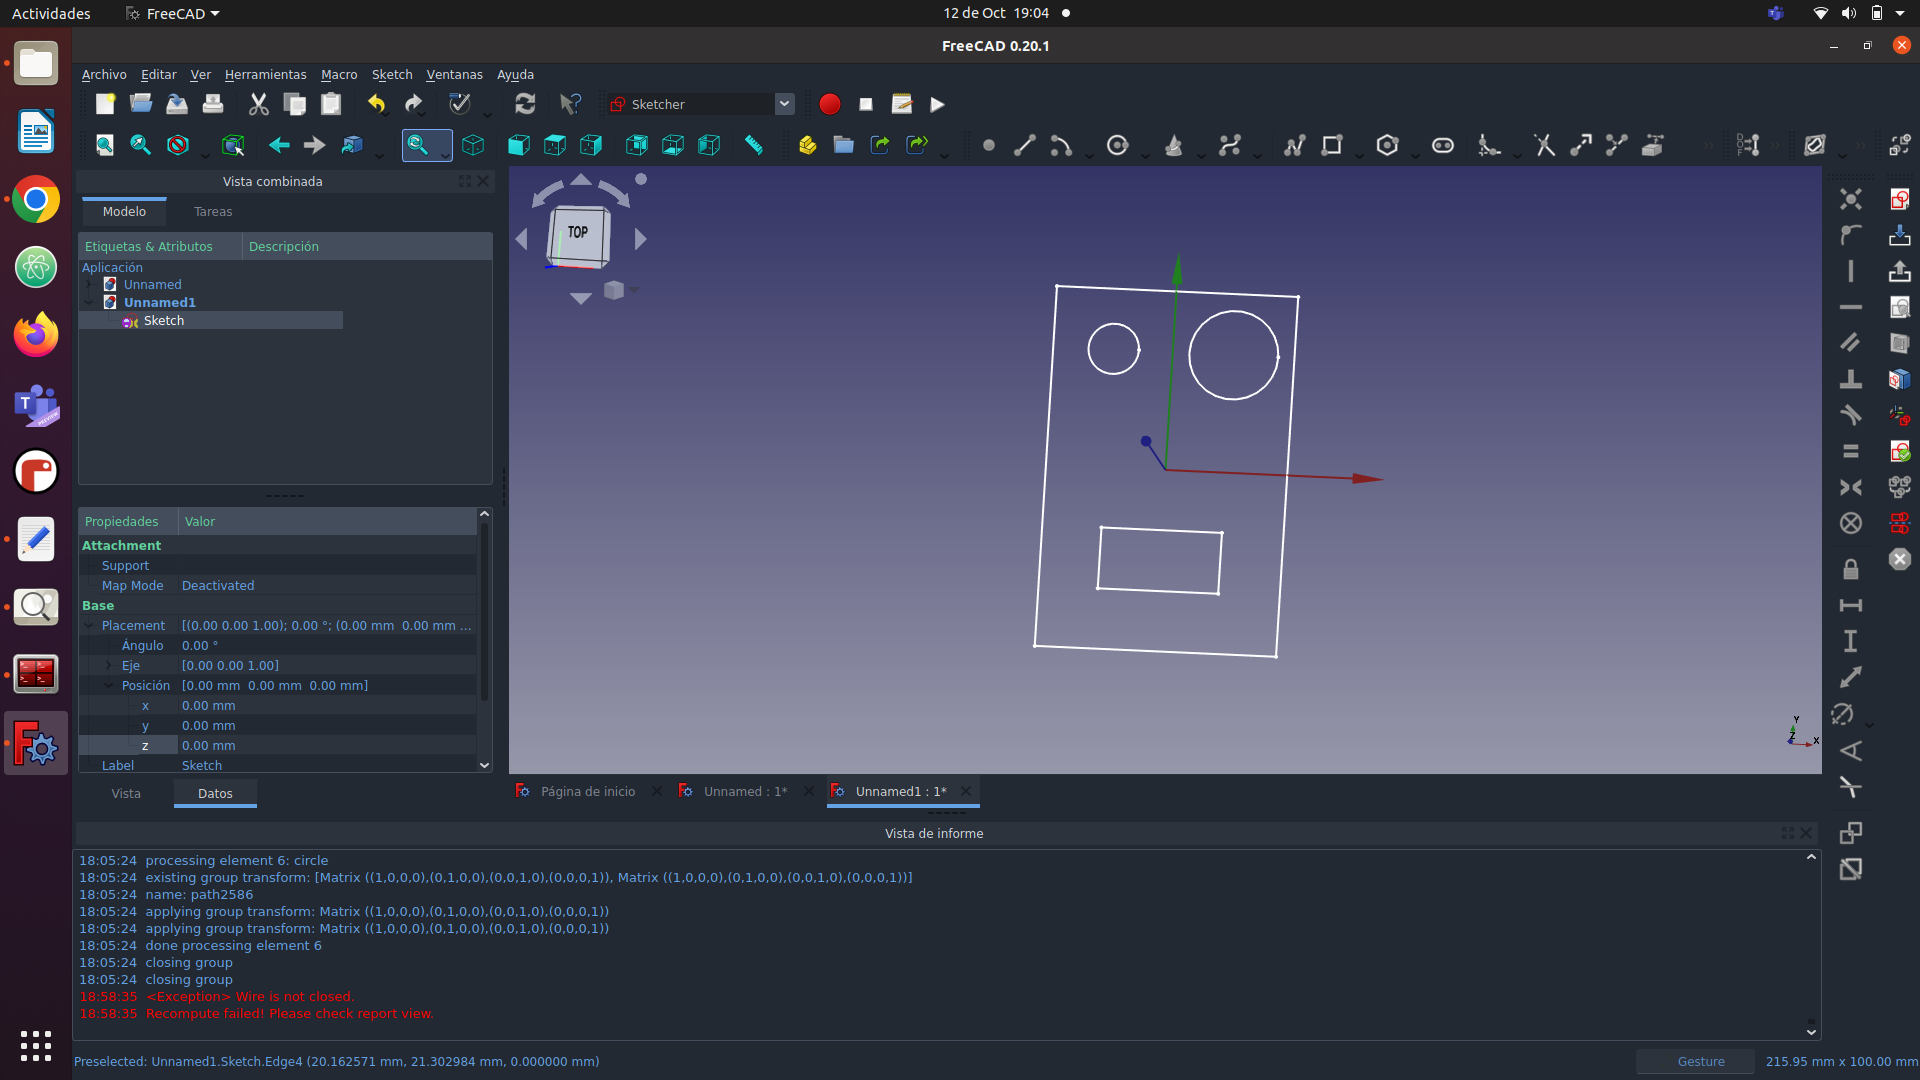 Actividades FreeCAD 12 de Oct 19:04
FreeCAD 0.20.1
Archivo Editar Ver Herramientas Macro Sketch Ventanas Ayuda
Sketcher
Vista combinada
Modelo Tareas
Etiquetas & Atributos Descripción
Aplicación
Unnamed
Unnamed1
Sketch
TOP
Propiedades Valor
Attachment
Support
Map Mode Deactivated
Base
Placement [(0.00 0.00 1.00); 0.00 °; (0.00 mm 0.00 mm ...
Ángulo 0.00 °
Eje [0.00 0.00 1.00]
Posición [0.00 mm 0.00 mm 0.00 mm]
x 0.00 mm
y 0.00 mm
z 0.00 mm
Label Sketch
Vista Datos
Y
Z
X
Página de inicio Unnamed : 1* Unnamed1 : 1*
Vista de informe
18:05:24 processing element 6: circle
18:05:24 existing group transform: [Matrix ((1,0,0,0),(0,1,0,0),(0,0,1,0),(0,0,0,1)), Matrix ((1,0,0,0),(0,1,0,0),(0,0,1,0),(0,0,0,1))]
18:05:24 name: path2586
18:05:24 applying group transform: Matrix ((1,0,0,0),(0,1,0,0),(0,0,1,0),(0,0,0,1))
18:05:24 applying group transform: Matrix ((1,0,0,0),(0,1,0,0),(0,0,1,0),(0,0,0,1))
18:05:24 done processing element 6
18:05:24 closing group
18:05:24 closing group
18:58:35 <Exception> Wire is not closed.
18:58:35 Recompute failed! Please check report view.
Preselected: Unnamed1.Sketch.Edge4 (20.162571 mm, 21.302984 mm, 0.000000 mm) Gesture 215.95 mm x 100.00 mm